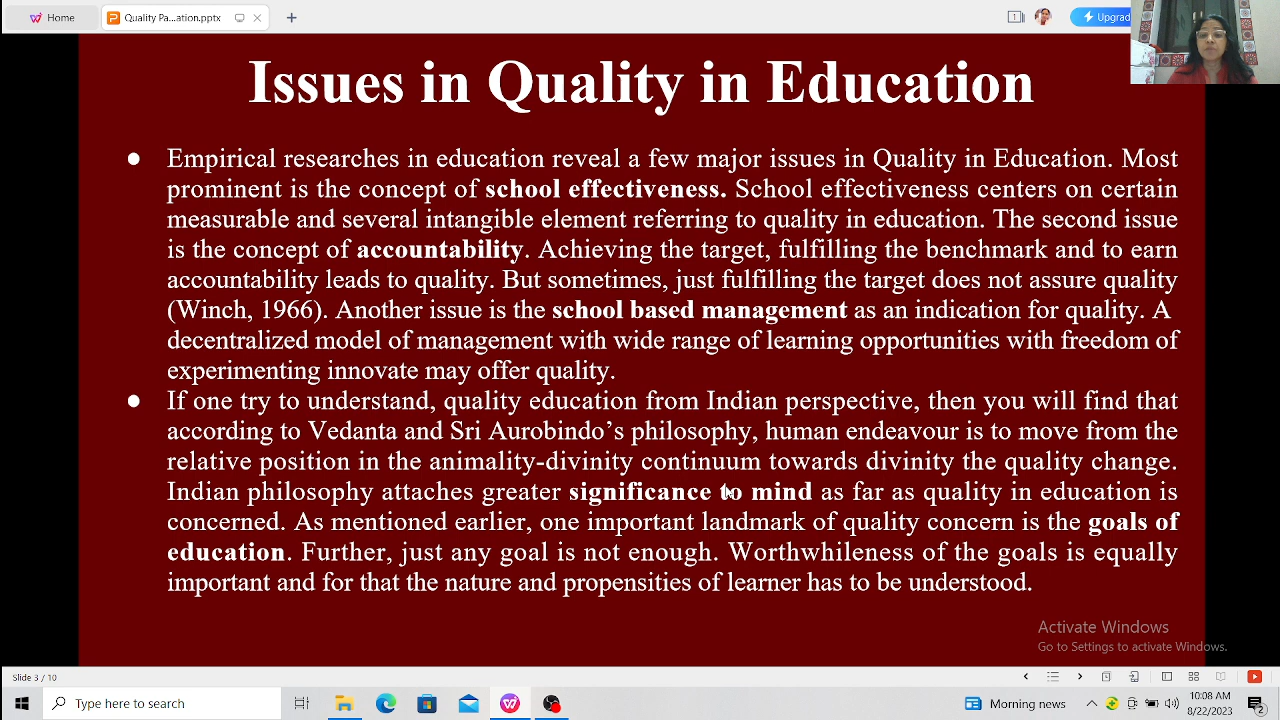 Home
Quality Pa...ation.pptx
1
Upgrad
Issues in Quality in Education
● Empirical researches in education reveal a few major issues in Quality in Education. Most
prominent is the concept of school effectiveness. School effectiveness centers on certain
measurable and several intangible element referring to quality in education. The second issue
is the concept of accountability. Achieving the target, fulfilling the benchmark and to earn
accountability leads to quality. But sometimes, just fulfilling the target does not assure quality
(Winch, 1966). Another issue is the school based management as an indication for quality. A
decentralized model of management with wide range of learning opportunities with freedom of
experimenting innovate may offer quality.
● If one try to understand, quality education from Indian perspective, then you will find that
according to Vedanta and Sri Aurobindo’s philosophy, human endeavour is to move from the
relative position in the animality-divinity continuum towards divinity the quality change.
Indian philosophy attaches greater significance to mind as far as quality in education is
concerned. As mentioned earlier, one important landmark of quality concern is the goals of
education. Further, just any goal is not enough. Worthwhileness of the goals is equally
important and for that the nature and propensities of learner has to be understood.
Activate Windows
Go to Settings to activate Windows.
Slide 3 / 10
Type here to search
Morning news
10:08 AM
8/22/2023
2